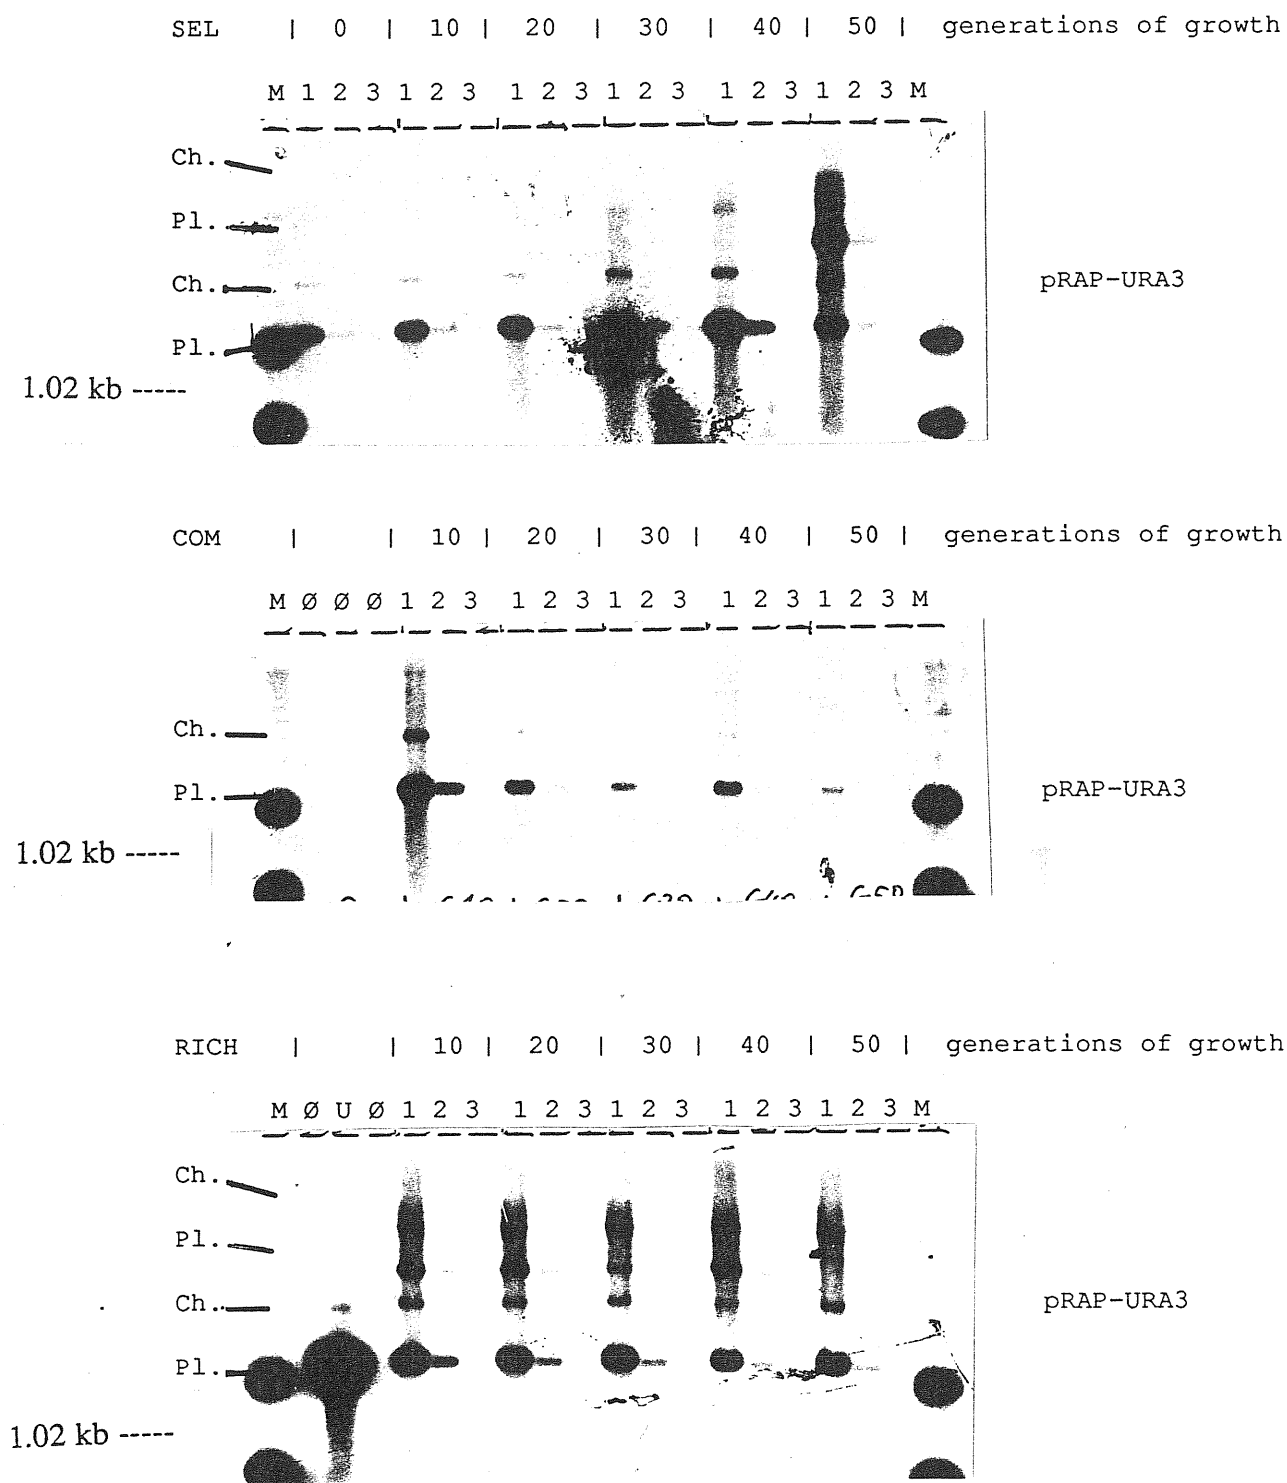 SEL | 0 | 10 | 20 | 30 | 40 | 50 | generations of growth
M 1 2 3 1 2 3 1 2 3 1 2 3 1 2 3 1 2 3 M
Ch.
Pl.
Ch.
pRAP-URA3
Pl.
1.02 kb -----
COM | | 10 | 20 | 30 | 40 | 50 | generations of growth
M Ø Ø Ø 1 2 3 1 2 3 1 2 3 1 2 3 1 2 3 M
Ch.
Pl.
pRAP-URA3
1.02 kb -----
RICH | | 10 | 20 | 30 | 40 | 50 | generations of growth
M Ø U Ø 1 2 3 1 2 3 1 2 3 1 2 3 1 2 3 M
Ch.
Pl.
Ch..
pRAP-URA3
Pl.
1.02 kb -----